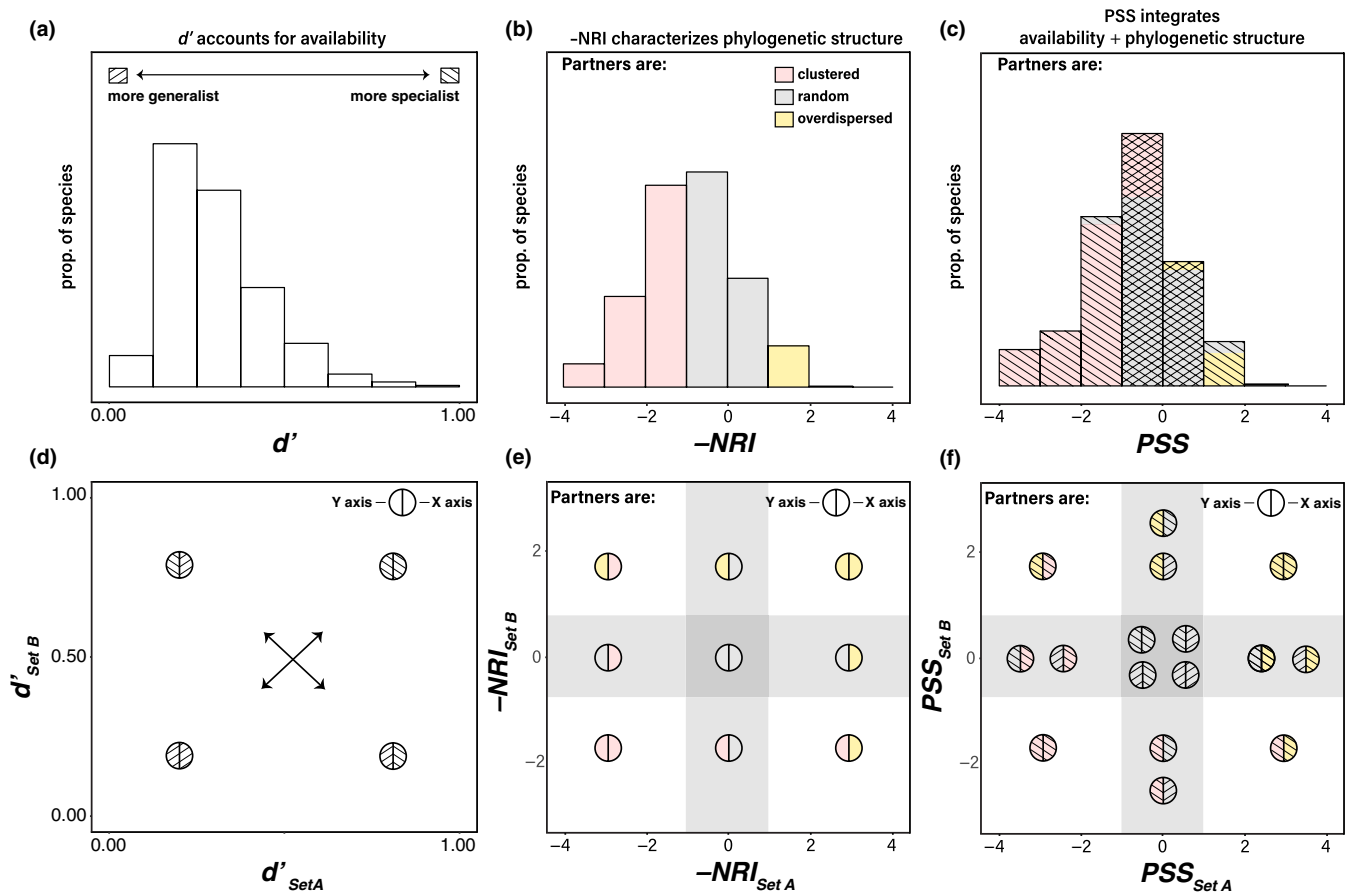 (a)
d’ accounts for availability
more generalist
more specialist
prop. of species
0.00
1.00
d’
(b)
–NRI characterizes phylogenetic structure
Partners are:
clustered
random
overdispersed
prop. of species
−4
−2
0
2
4
–NRI
(c)
PSS integrates
availability + phylogenetic structure
Partners are:
prop. of species
−4
−2
0
2
4
PSS
(d)
Y axis
X axis
1.00
0.50
0.00
d’Set B
0.00
1.00
d’SetA
(e)
Partners are:
Y axis
X axis
2
0
−2
–NRISet B
−4
−2
0
2
4
–NRISet A
(f)
Partners are:
Y axis
X axis
2
0
−2
PSSSet B
−4
−2
0
2
4
PSSSet A